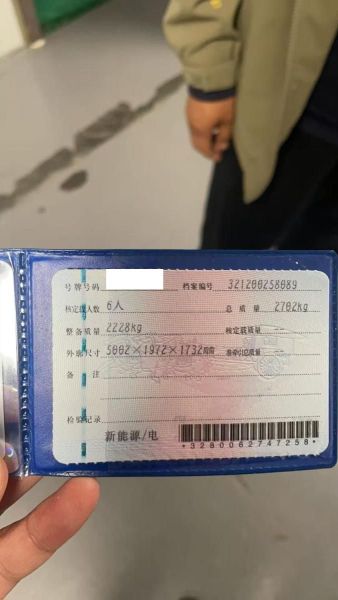 号牌号码 档案编号 321200258089
核定载人数 6人 总质量 2702kg
整备质量 2228kg 核定载质量 --
外廓尺寸 5002×1972×1732mm 准牵引总质量 --
备 注
检验记录
新能源/电
*3280062747258*